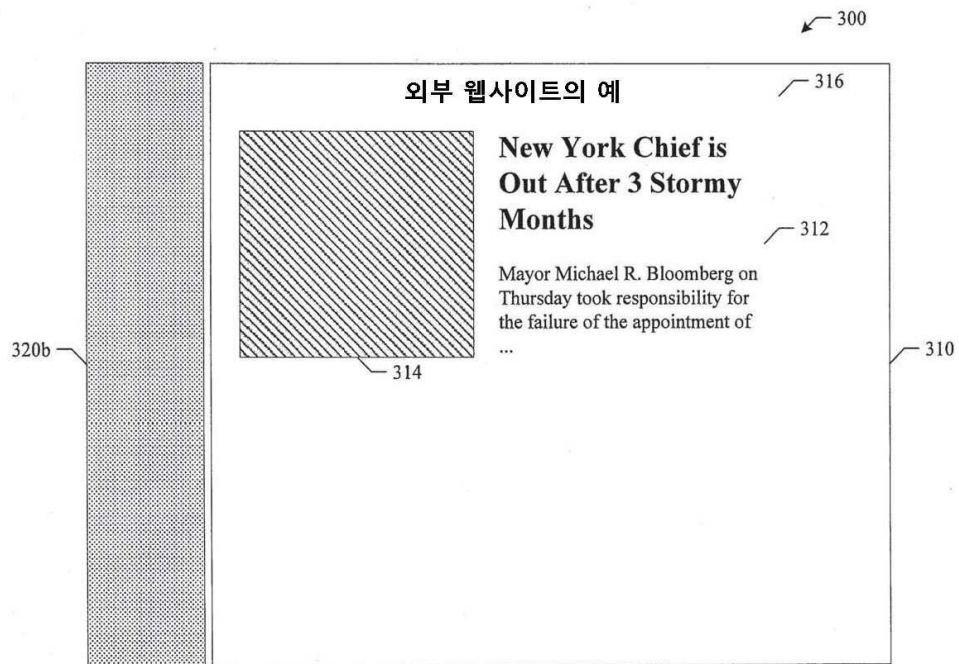 300
외부 웹사이트의 예
316
New York Chief is
Out After 3 Stormy
Months
312
Mayor Michael R. Bloomberg on
Thursday took responsibility for
the failure of the appointment of
...
320b
310
314